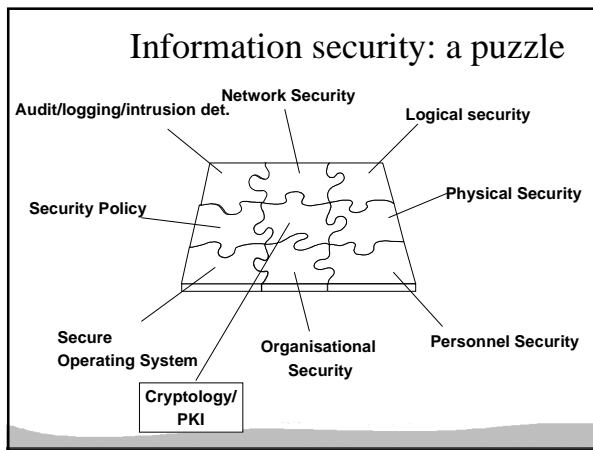 Information security: a puzzle
Network Security
Audit/logging/intrusion det.
Logical security
Physical Security
Security Policy
Secure
Operating System
Organisational
Security
Personnel Security
Cryptology/
PKI